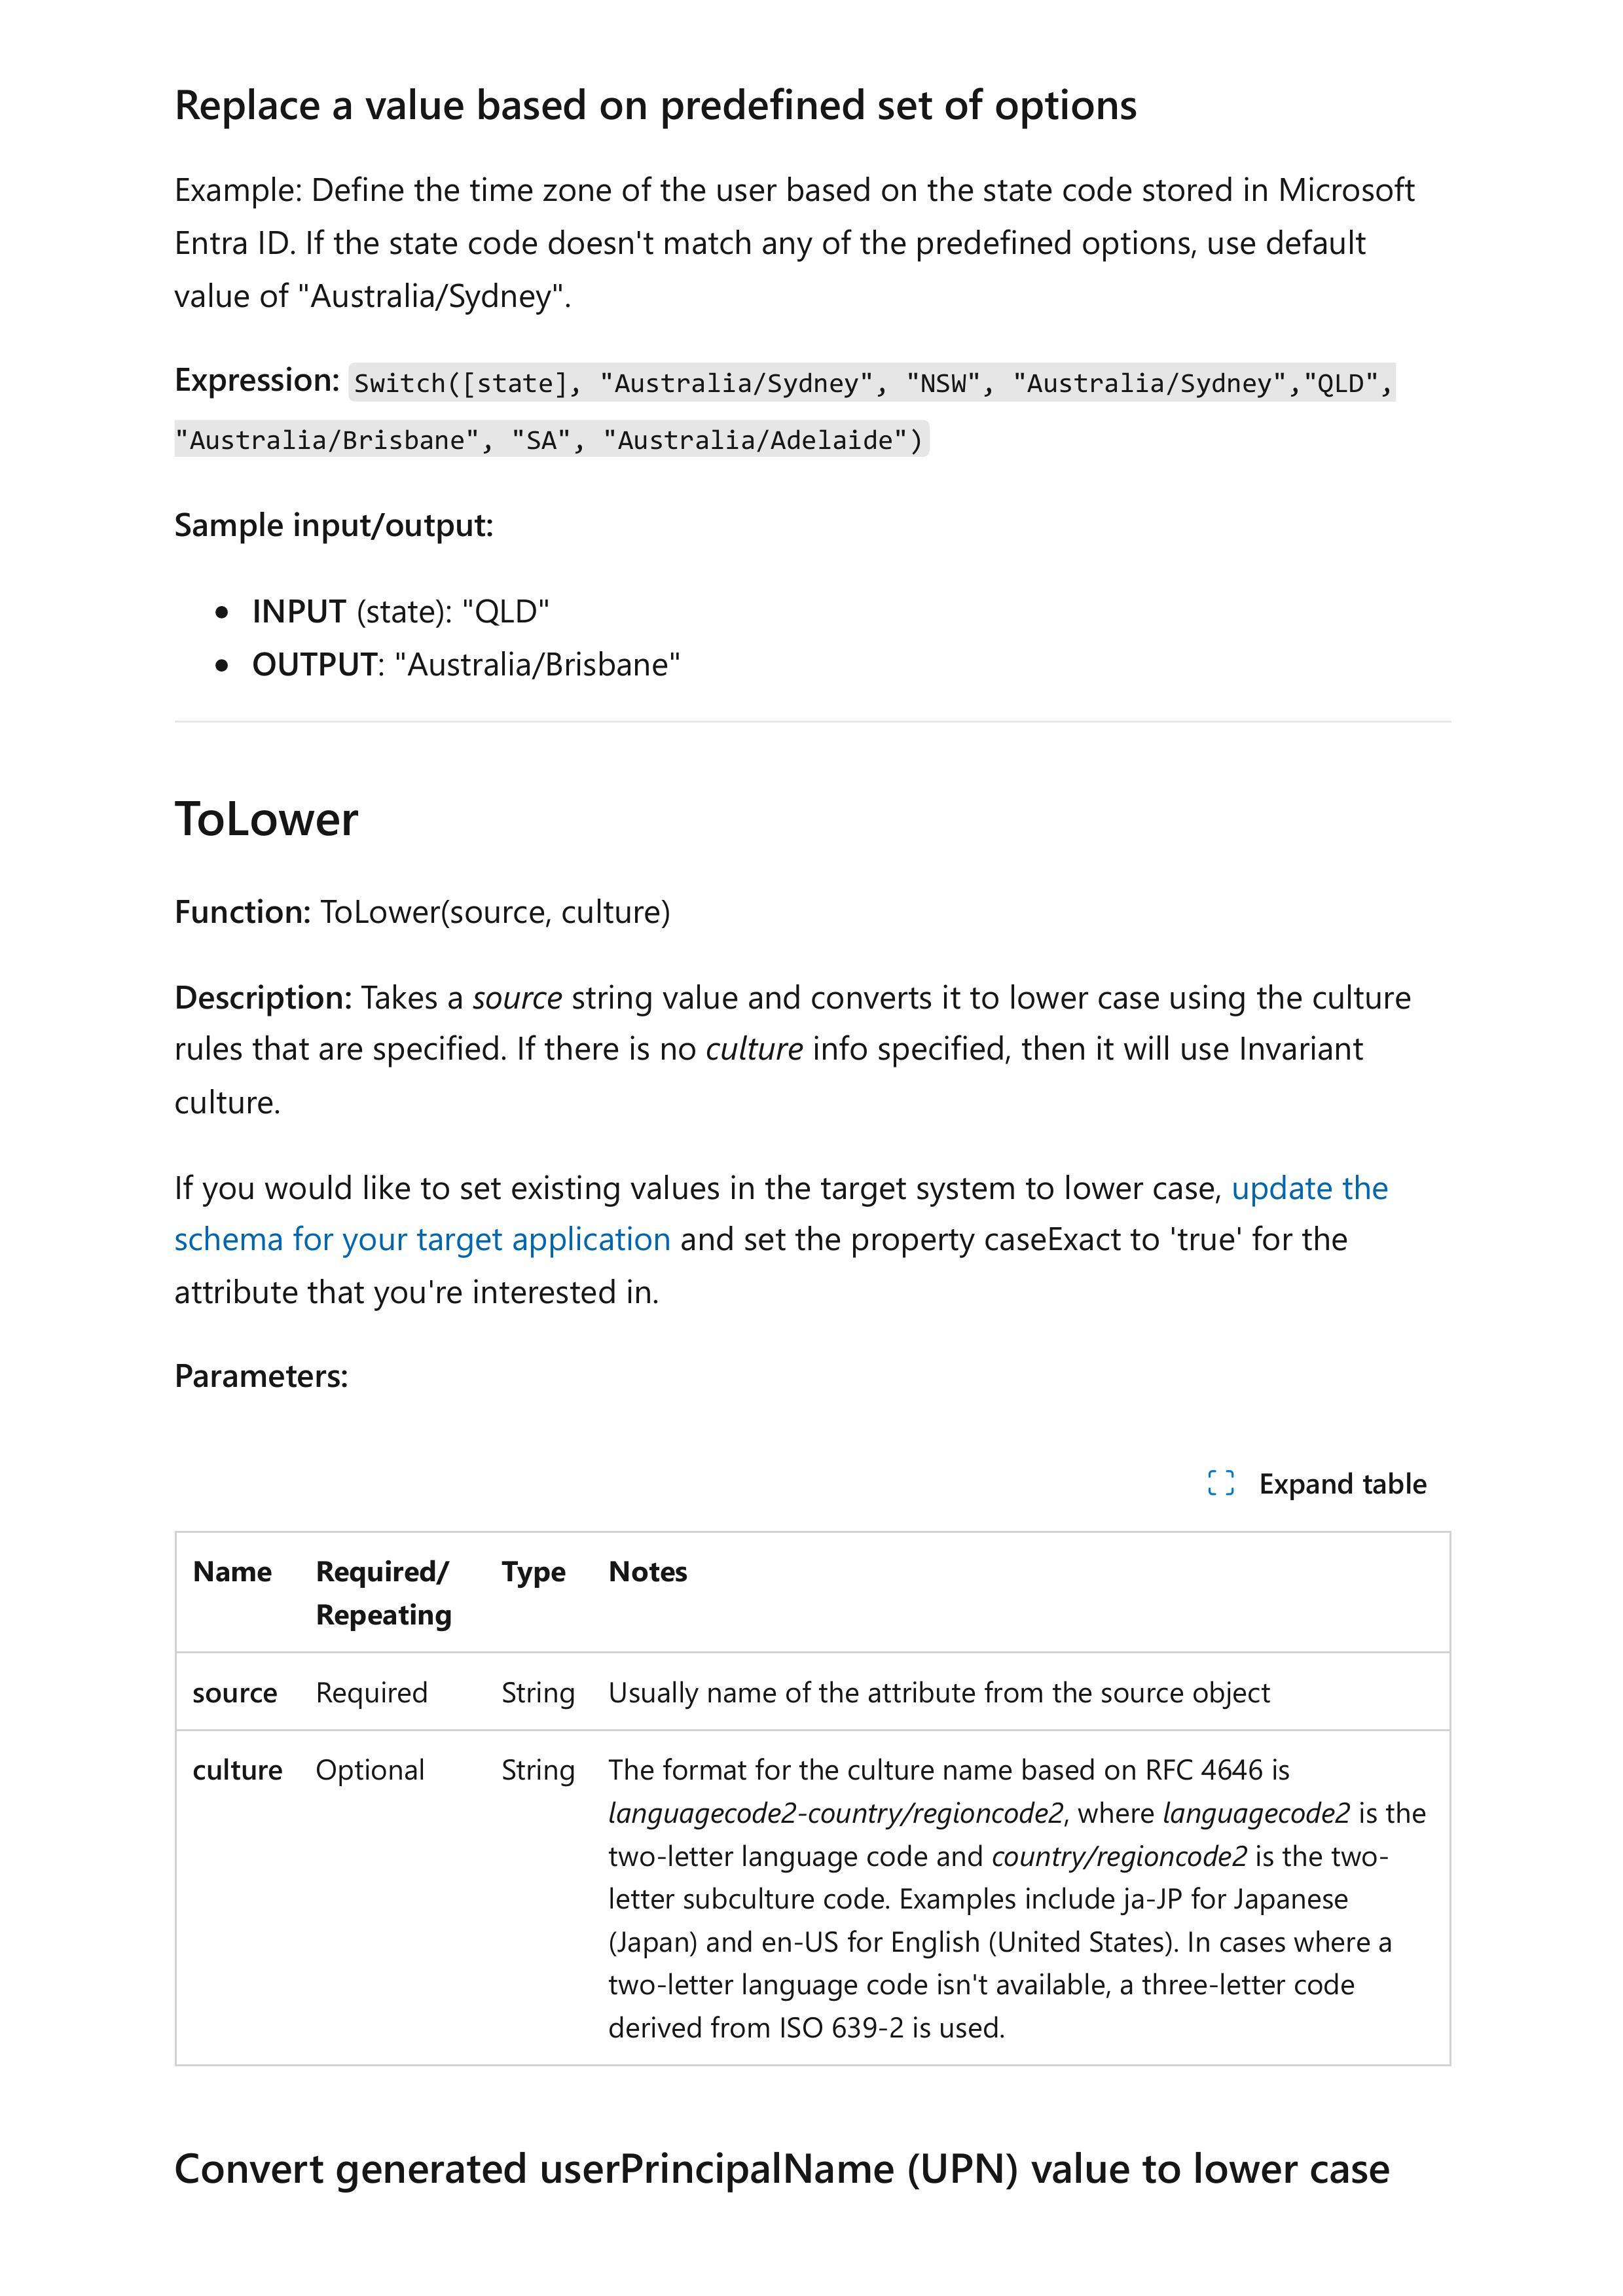 Replace a value based on predefined set of options
Example: Define the time zone of the user based on the state code stored in Microsoft
Entra ID. If the state code doesn't match any of the predefined options, use default
value of "Australia/Sydney".
Expression: Switch([state], "Australia/Sydney", "NSW", "Australia/Sydney","QLD",
"Australia/Brisbane", "SA", "Australia/Adelaide")
Sample input/output:
• INPUT (state): "QLD"
• OUTPUT: "Australia/Brisbane"
ToLower
Function: ToLower(source, culture)
Description: Takes a source string value and converts it to lower case using the culture
rules that are specified. If there is no culture info specified, then it will use Invariant
culture.
If you would like to set existing values in the target system to lower case, update the
schema for your target application and set the property caseExact to 'true' for the
attribute that you're interested in.
Parameters:
Expand table
Name Required/ Type Notes
Repeating
source Required String Usually name of the attribute from the source object
culture Optional String The format for the culture name based on RFC 4646 is
languagecode2-country/regioncode2, where languagecode2 is the
two-letter language code and country/regioncode2 is the two-
letter subculture code. Examples include ja-JP for Japanese
(Japan) and en-US for English (United States). In cases where a
two-letter language code isn't available, a three-letter code
derived from ISO 639-2 is used.
Convert generated userPrincipalName (UPN) value to lower case